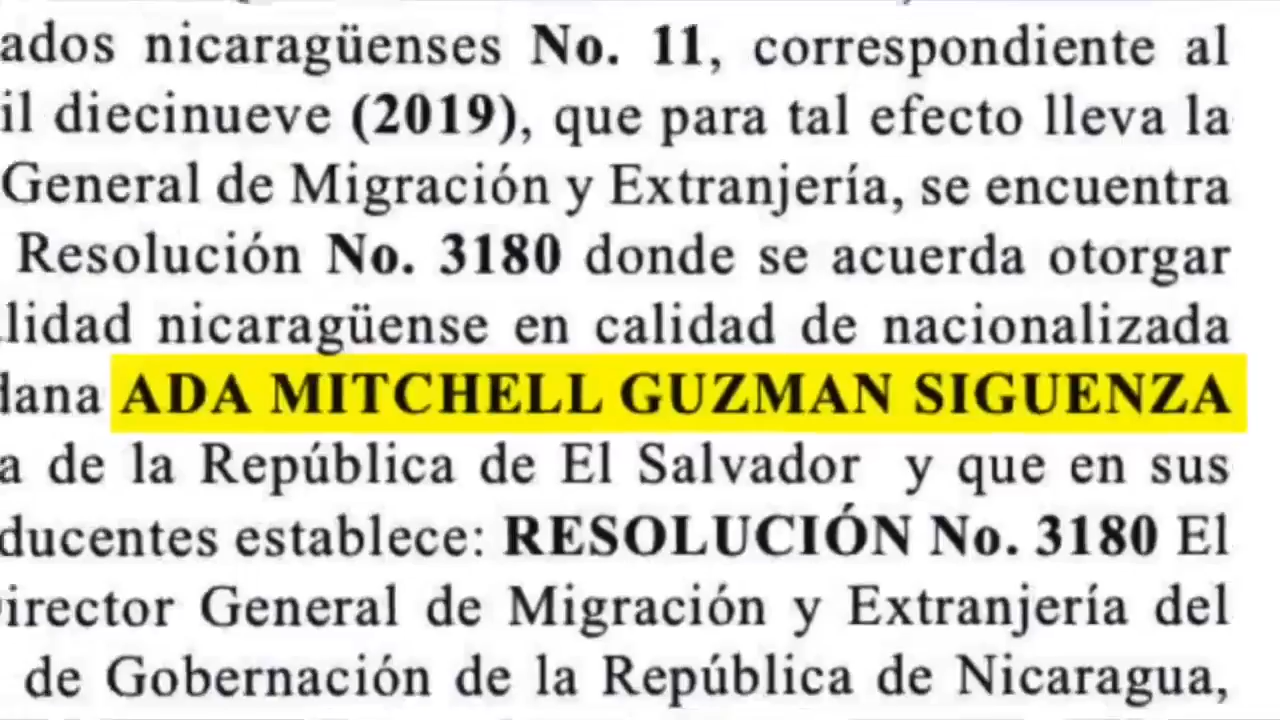 ados nicaragüenses No. 11, correspondiente al
il diecinueve (2019), que para tal efecto lleva la
General de Migración y Extranjería, se encuentra
Resolución No. 3180 donde se acuerda otorgar
lidad nicaragüense en calidad de nacionalizada
dana ADA MITCHELL GUZMAN SIGUENZA
a de la República de El Salvador y que en sus
ducentes establece: RESOLUCIÓN No. 3180 El
irector General de Migración y Extranjería del
de Gobernación de la República de Nicaragua,